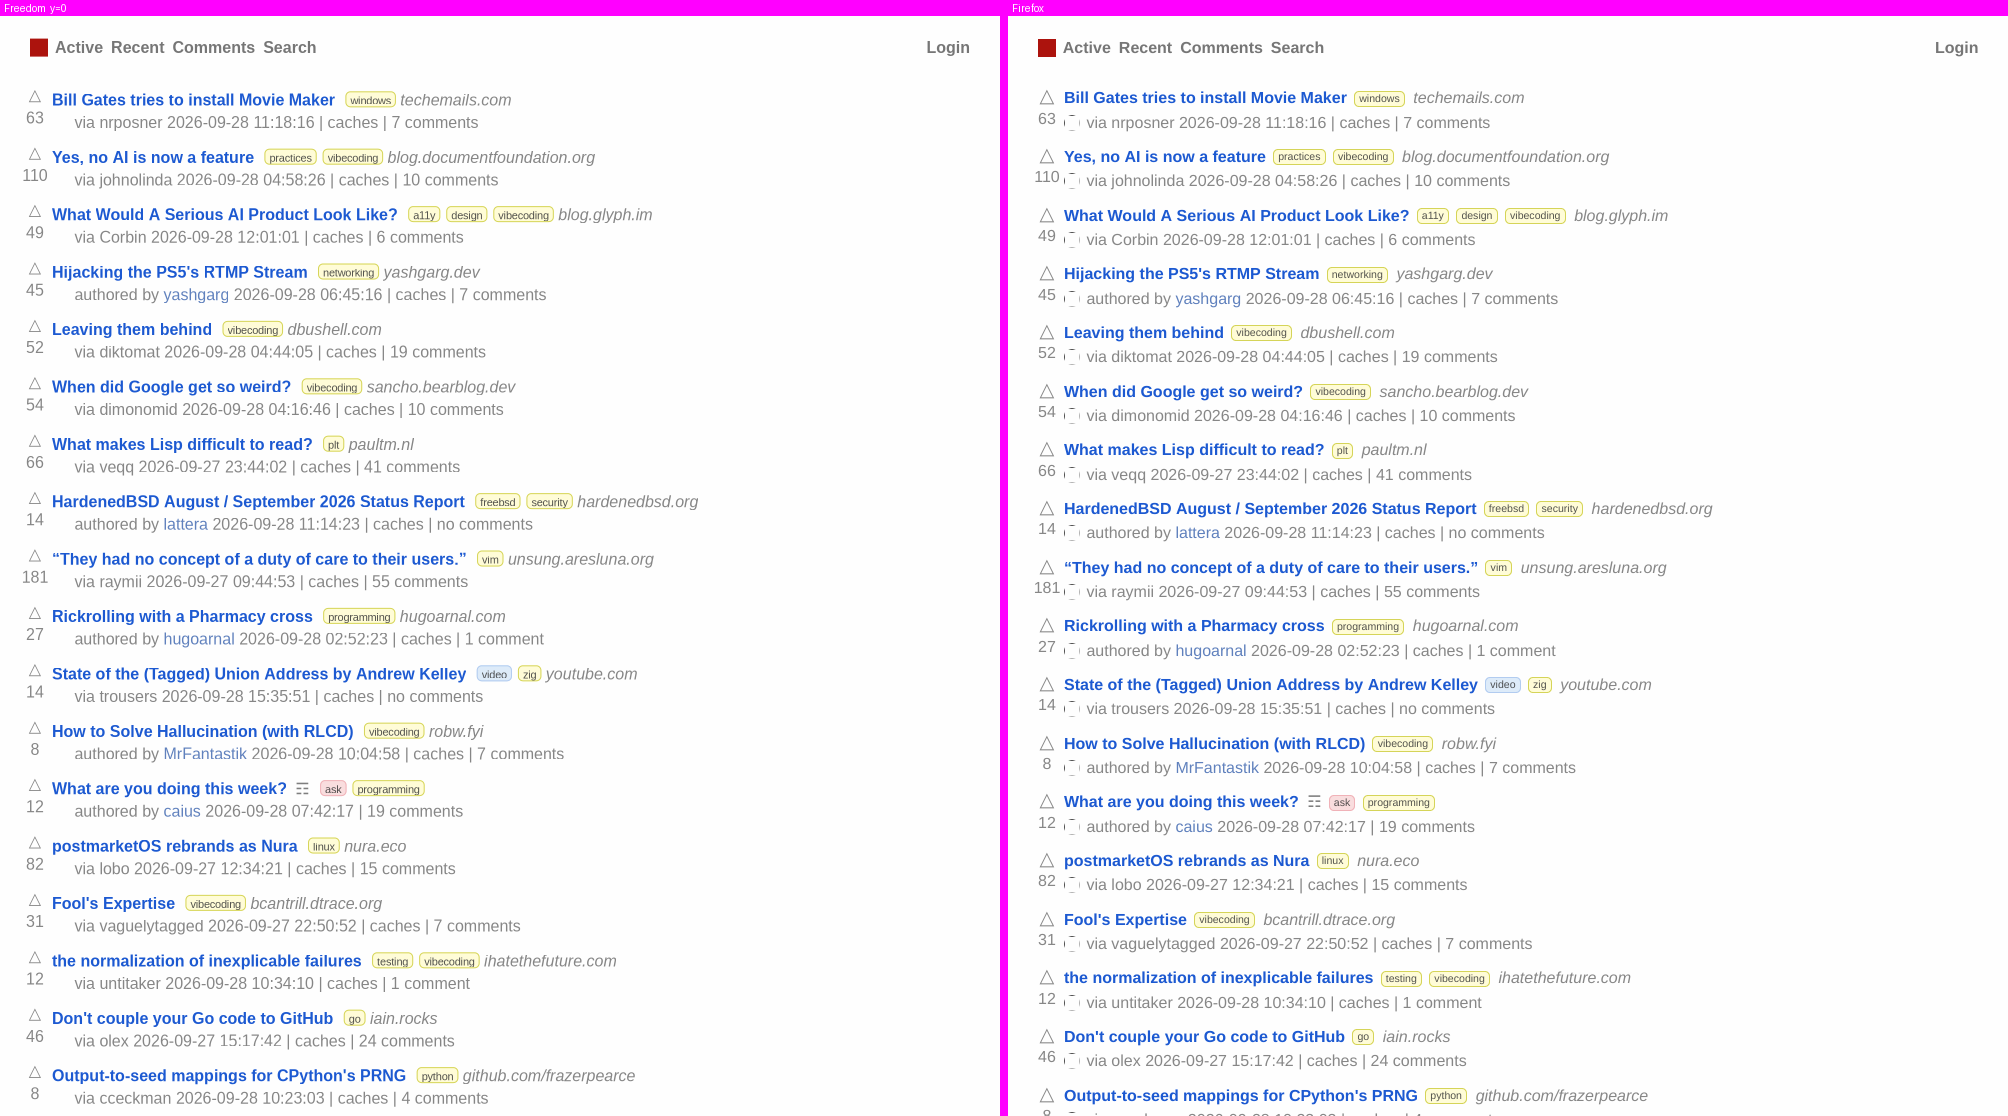 Freedom y=0
Active Recent Comments Search Login
△ Bill Gates tries to install Movie Maker windows techemails.com
63 via nrposner 2026-09-28 11:18:16 | caches | 7 comments
△ Yes, no AI is now a feature practices vibecoding blog.documentfoundation.org
110 via johnolinda 2026-09-28 04:58:26 | caches | 10 comments
△ What Would A Serious AI Product Look Like? a11y design vibecoding blog.glyph.im
49 via Corbin 2026-09-28 12:01:01 | caches | 6 comments
△ Hijacking the PS5's RTMP Stream networking yashgarg.dev
45 authored by yashgarg 2026-09-28 06:45:16 | caches | 7 comments
△ Leaving them behind vibecoding dbushell.com
52 via diktomat 2026-09-28 04:44:05 | caches | 19 comments
△ When did Google get so weird? vibecoding sancho.bearblog.dev
54 via dimonomid 2026-09-28 04:16:46 | caches | 10 comments
△ What makes Lisp difficult to read? plt paultm.nl
66 via veqq 2026-09-27 23:44:02 | caches | 41 comments
△ HardenedBSD August / September 2026 Status Report freebsd security hardenedbsd.org
14 authored by lattera 2026-09-28 11:14:23 | caches | no comments
△ “They had no concept of a duty of care to their users.” vim unsung.aresluna.org
181 via raymii 2026-09-27 09:44:53 | caches | 55 comments
△ Rickrolling with a Pharmacy cross programming hugoarnal.com
27 authored by hugoarnal 2026-09-28 02:52:23 | caches | 1 comment
△ State of the (Tagged) Union Address by Andrew Kelley video zig youtube.com
14 via trousers 2026-09-28 15:35:51 | caches | no comments
△ How to Solve Hallucination (with RLCD) vibecoding robw.fyi
8 authored by MrFantastik 2026-09-28 10:04:58 | caches | 7 comments
△ What are you doing this week? ☶ ask programming
12 authored by caius 2026-09-28 07:42:17 | 19 comments
△ postmarketOS rebrands as Nura linux nura.eco
82 via lobo 2026-09-27 12:34:21 | caches | 15 comments
△ Fool's Expertise vibecoding bcantrill.dtrace.org
31 via vaguelytagged 2026-09-27 22:50:52 | caches | 7 comments
△ the normalization of inexplicable failures testing vibecoding ihatethefuture.com
12 via untitaker 2026-09-28 10:34:10 | caches | 1 comment
△ Don't couple your Go code to GitHub go iain.rocks
46 via olex 2026-09-27 15:17:42 | caches | 24 comments
△ Output-to-seed mappings for CPython's PRNG python github.com/frazerpearce
8 via cceckman 2026-09-28 10:23:03 | caches | 4 comments
Firefox
Active Recent Comments Search Login
△ Bill Gates tries to install Movie Maker windows techemails.com
63 via nrposner 2026-09-28 11:18:16 | caches | 7 comments
△ Yes, no AI is now a feature practices vibecoding blog.documentfoundation.org
110 via johnolinda 2026-09-28 04:58:26 | caches | 10 comments
△ What Would A Serious AI Product Look Like? a11y design vibecoding blog.glyph.im
49 via Corbin 2026-09-28 12:01:01 | caches | 6 comments
△ Hijacking the PS5's RTMP Stream networking yashgarg.dev
45 authored by yashgarg 2026-09-28 06:45:16 | caches | 7 comments
△ Leaving them behind vibecoding dbushell.com
52 via diktomat 2026-09-28 04:44:05 | caches | 19 comments
△ When did Google get so weird? vibecoding sancho.bearblog.dev
54 via dimonomid 2026-09-28 04:16:46 | caches | 10 comments
△ What makes Lisp difficult to read? plt paultm.nl
66 via veqq 2026-09-27 23:44:02 | caches | 41 comments
△ HardenedBSD August / September 2026 Status Report freebsd security hardenedbsd.org
14 authored by lattera 2026-09-28 11:14:23 | caches | no comments
△ “They had no concept of a duty of care to their users.” vim unsung.aresluna.org
181 via raymii 2026-09-27 09:44:53 | caches | 55 comments
△ Rickrolling with a Pharmacy cross programming hugoarnal.com
27 authored by hugoarnal 2026-09-28 02:52:23 | caches | 1 comment
△ State of the (Tagged) Union Address by Andrew Kelley video zig youtube.com
14 via trousers 2026-09-28 15:35:51 | caches | no comments
△ How to Solve Hallucination (with RLCD) vibecoding robw.fyi
8 authored by MrFantastik 2026-09-28 10:04:58 | caches | 7 comments
△ What are you doing this week? ☶ ask programming
12 authored by caius 2026-09-28 07:42:17 | 19 comments
△ postmarketOS rebrands as Nura linux nura.eco
82 via lobo 2026-09-27 12:34:21 | caches | 15 comments
△ Fool's Expertise vibecoding bcantrill.dtrace.org
31 via vaguelytagged 2026-09-27 22:50:52 | caches | 7 comments
△ the normalization of inexplicable failures testing vibecoding ihatethefuture.com
12 via untitaker 2026-09-28 10:34:10 | caches | 1 comment
△ Don't couple your Go code to GitHub go iain.rocks
46 via olex 2026-09-27 15:17:42 | caches | 24 comments
△ Output-to-seed mappings for CPython's PRNG python github.com/frazerpearce